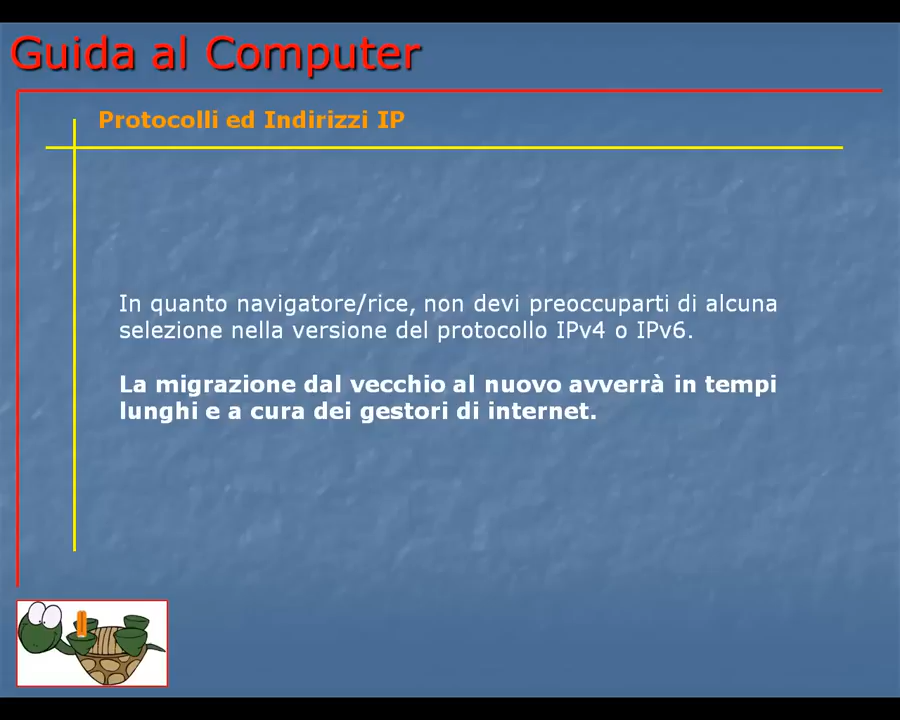 Guida al Computer
Protocolli ed Indirizzi IP
In quanto navigatore/rice, non devi preoccuparti di alcuna
selezione nella versione del protocollo IPv4 o IPv6.
La migrazione dal vecchio al nuovo avverrà in tempi
lunghi e a cura dei gestori di internet.